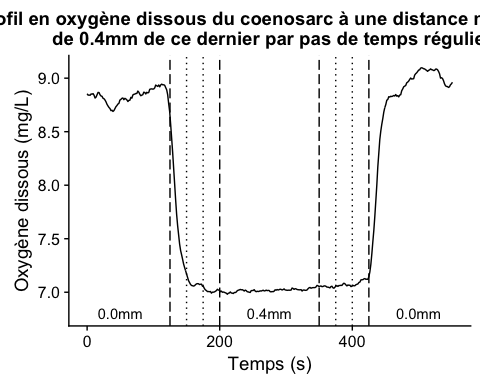 en oxygène dissous du coenosarc à une distance
de 0.4mm de ce dernier par pas de temps
Oxygène dissous (mg/L)
9.0
8.5
8.0
7.5
7.0
0.0mm 0.4mm 0.0mm
0 200 400
Temps (s)